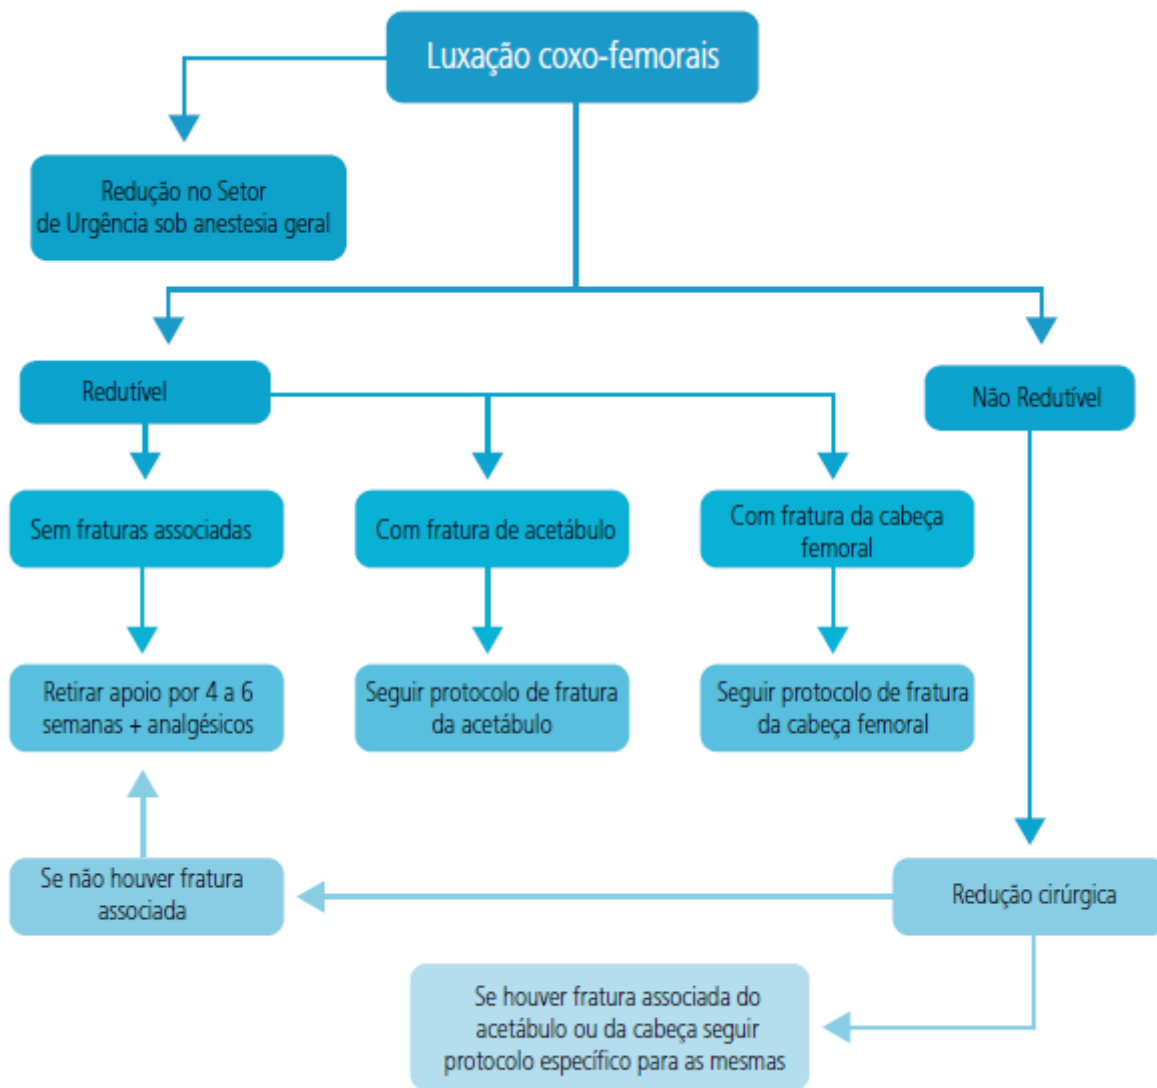 Luxação coxo-femorais
Redução no Setor
de Urgência sob anestesia geral
Redutível
Não Redutível
Sem fraturas associadas
Com fratura de acetábulo
Com fratura da cabeça
femoral
Retirar apoio por 4 a 6
semanas + analgésicos
Seguir protocolo de fratura
da acetábulo
Seguir protocolo de fratura
da cabeça femoral
Se não houver fratura
associada
Redução cirúrgica
Se houver fratura associada do
acetábulo ou da cabeça seguir
protocolo específico para as mesmas